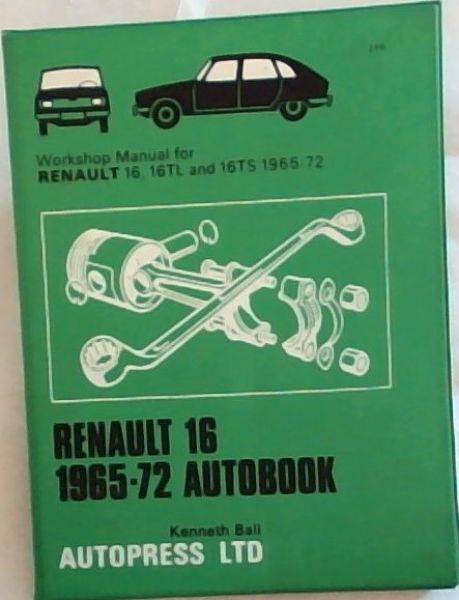 Workshop Manual for
RENAULT 16, 16TL and 16TS 1965-72
RENAULT 16
1965-72 AUTOBOOK
Kenneth Ball
AUTOPRESS LTD